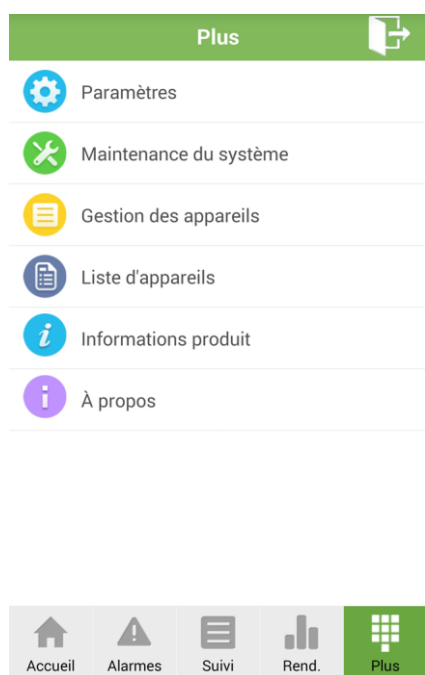 Plus
Paramètres
Maintenance du système
Gestion des appareils
Liste d'appareils
Informations produit
À propos
Accueil Alarmes Suivi Rend. Plus